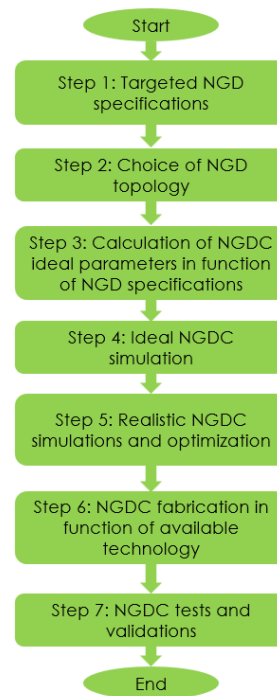 Start
Step 1: Targeted NGD
specifications
Step 2: Choice of NGD
topology
Step 3: Calculation of NGDC
ideal parameters in function
of NGD specifications
Step 4: Ideal NGDC
simulation
Step 5: Realistic NGDC
simulations and optimization
Step 6: NGDC fabrication in
function of available
technology
Step 7: NGDC tests and
validations
End